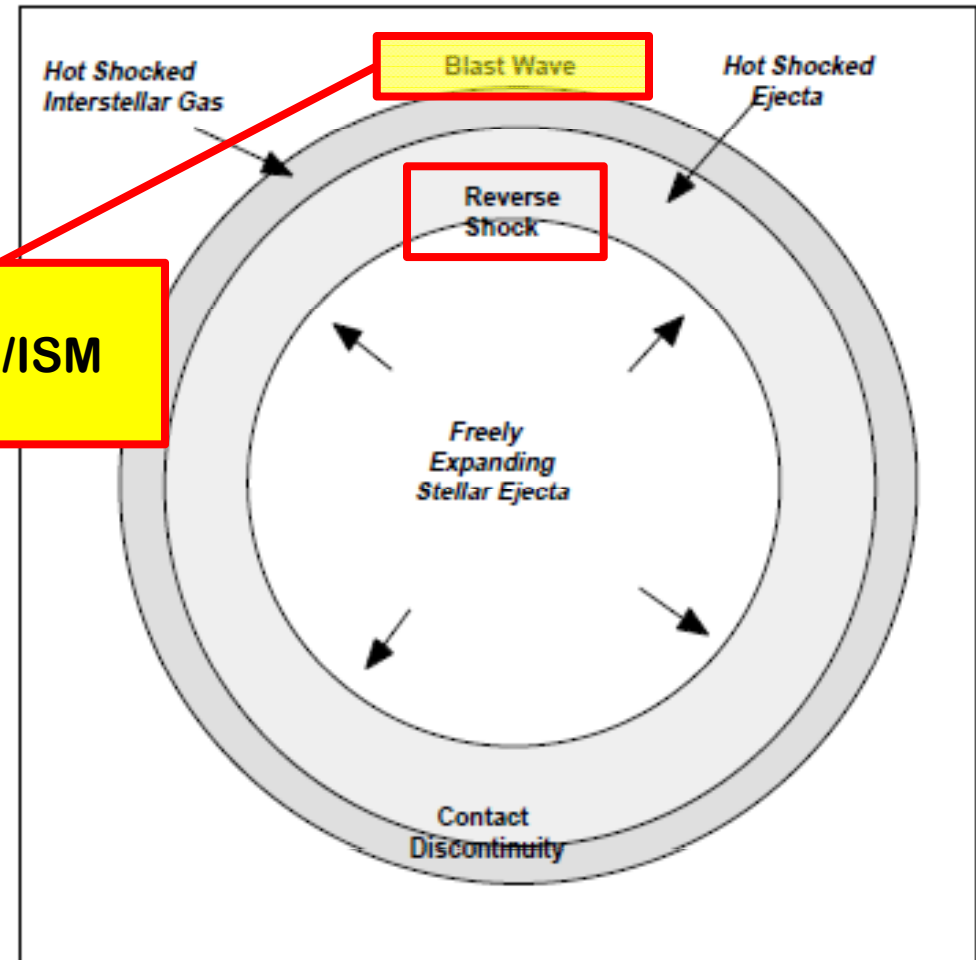 Hot Shocked
Interstellar Gas
Blast Wave
Hot Shocked
Ejecta
Reverse
Shock
/ISM
Freely
Expanding
Stellar Ejecta
Contact
Discontinuity